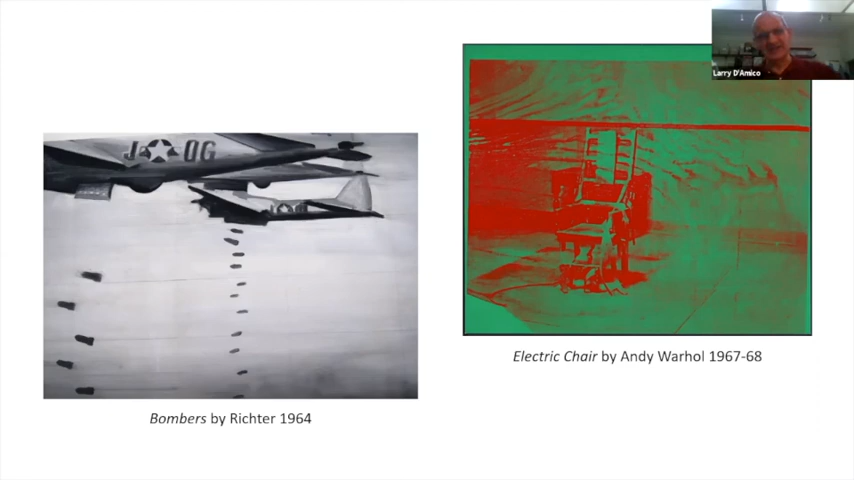 J OG
Bombers by Richter 1964
Electric Chair by Andy Warhol 1967-68
Larry D'Amico